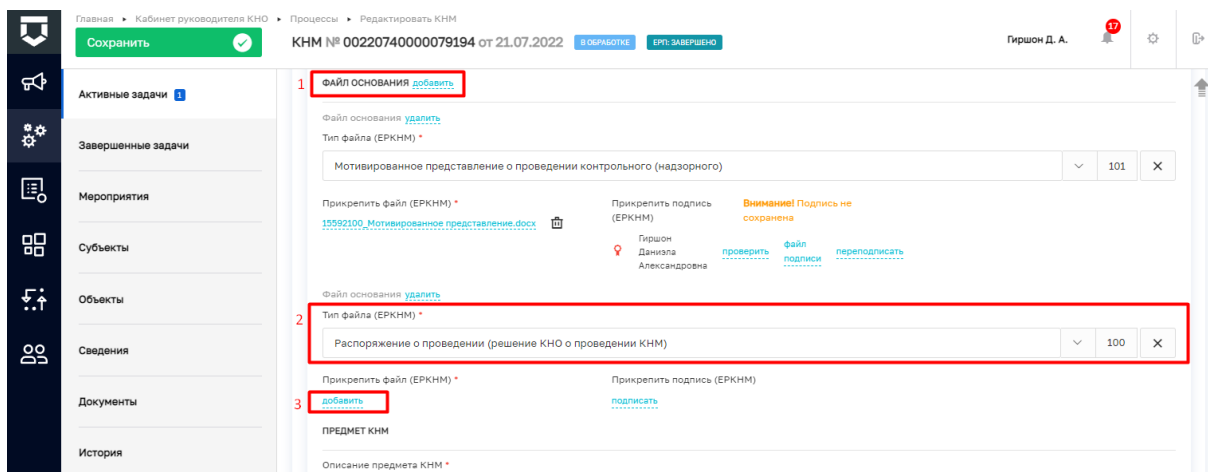 Главная ▸ Кабинет руководителя КНО ▸ Процессы ▸ Редактировать КНМ
Сохранить
КНМ № 00220740000079194 от 21.07.2022 В ОБРАБОТКЕ ЕРП: ЗАВЕРШЕНО
Гиршон Д. А.
17
Активные задачи 1
Завершенные задачи
Мероприятия
Субъекты
Объекты
Сведения
Документы
История
1 ФАЙЛ ОСНОВАНИЯ добавить
Файл основания удалить
Тип файла (ЕРКНМ) *
Мотивированное представление о проведении контрольного (надзорного) 101
Прикрепить файл (ЕРКНМ) *
15592100_Мотивированное представление.docx
Прикрепить подпись
(ЕРКНМ)
Внимание! Подпись не
сохранена
Гиршон
Даниэла
Александровна
проверить
файл
подписи
переподписать
Файл основания удалить
2 Тип файла (ЕРКНМ) *
Распоряжение о проведении (решение КНО о проведении КНМ) 100
Прикрепить файл (ЕРКНМ) *
3 добавить
Прикрепить подпись (ЕРКНМ)
подписать
ПРЕДМЕТ КНМ
Описание предмета КНМ *